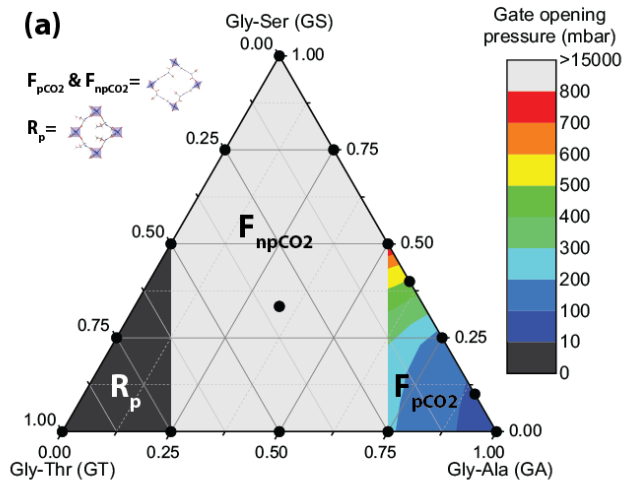 (a)
Gly-Ser (GS)
Gate opening
pressure (mbar)
F_pCO2 & F_npCO2=
R_p=
0.00 1.00
0.25 0.75
0.50 0.50
0.75 0.25
1.00 0.00
F_npCO2
R_p
F_pCO2
0.00 0.25 0.50 0.75 1.00
Gly-Thr (GT) Gly-Ala (GA)
>15000
800
700
600
500
400
300
200
100
10
0